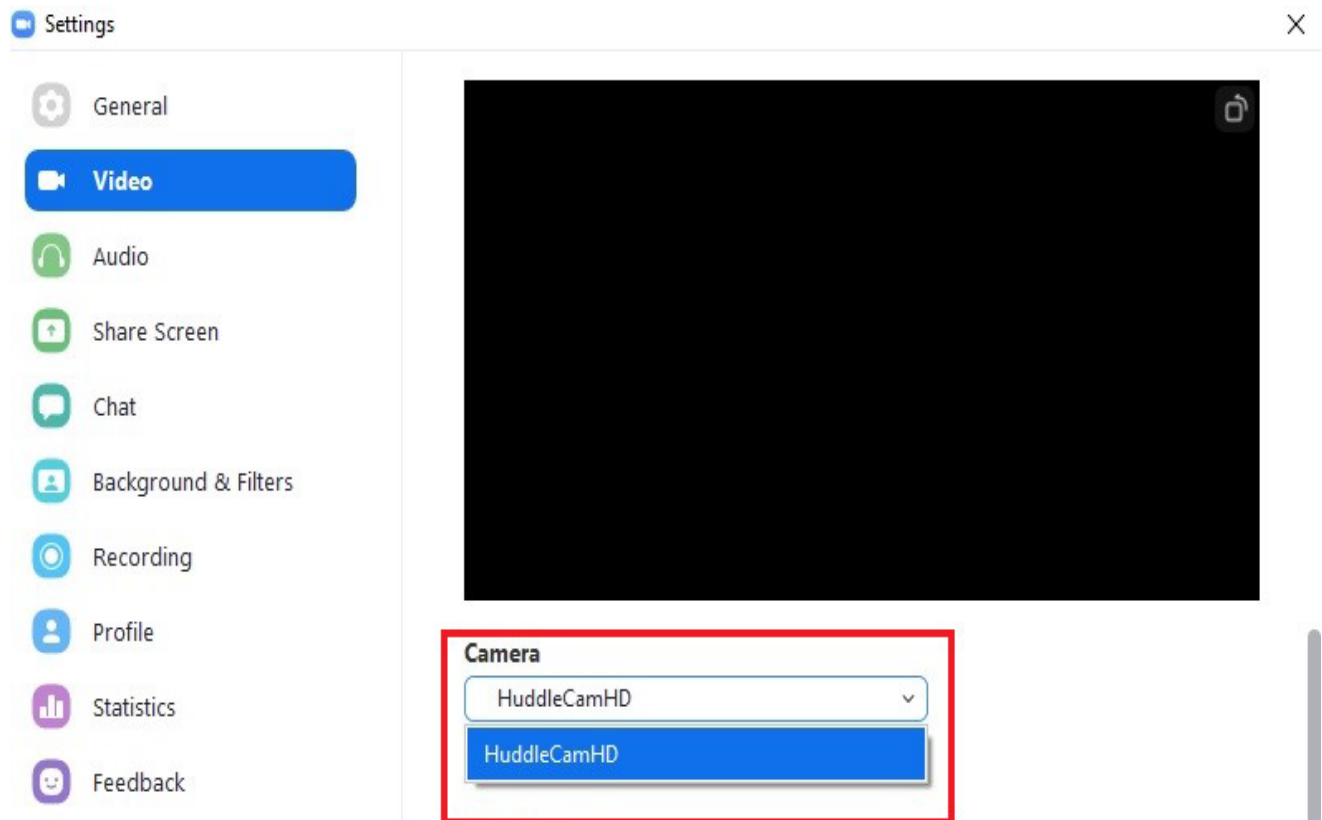 Settings
General
Video
Audio
Share Screen
Chat
Background & Filters
Recording
Profile
Statistics
Feedback
Camera
HuddleCamHD
HuddleCamHD